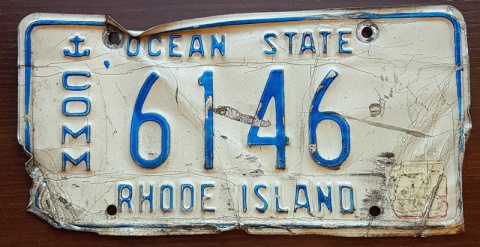 OCEAN STATE
COMM
6146
RHODE ISLAND